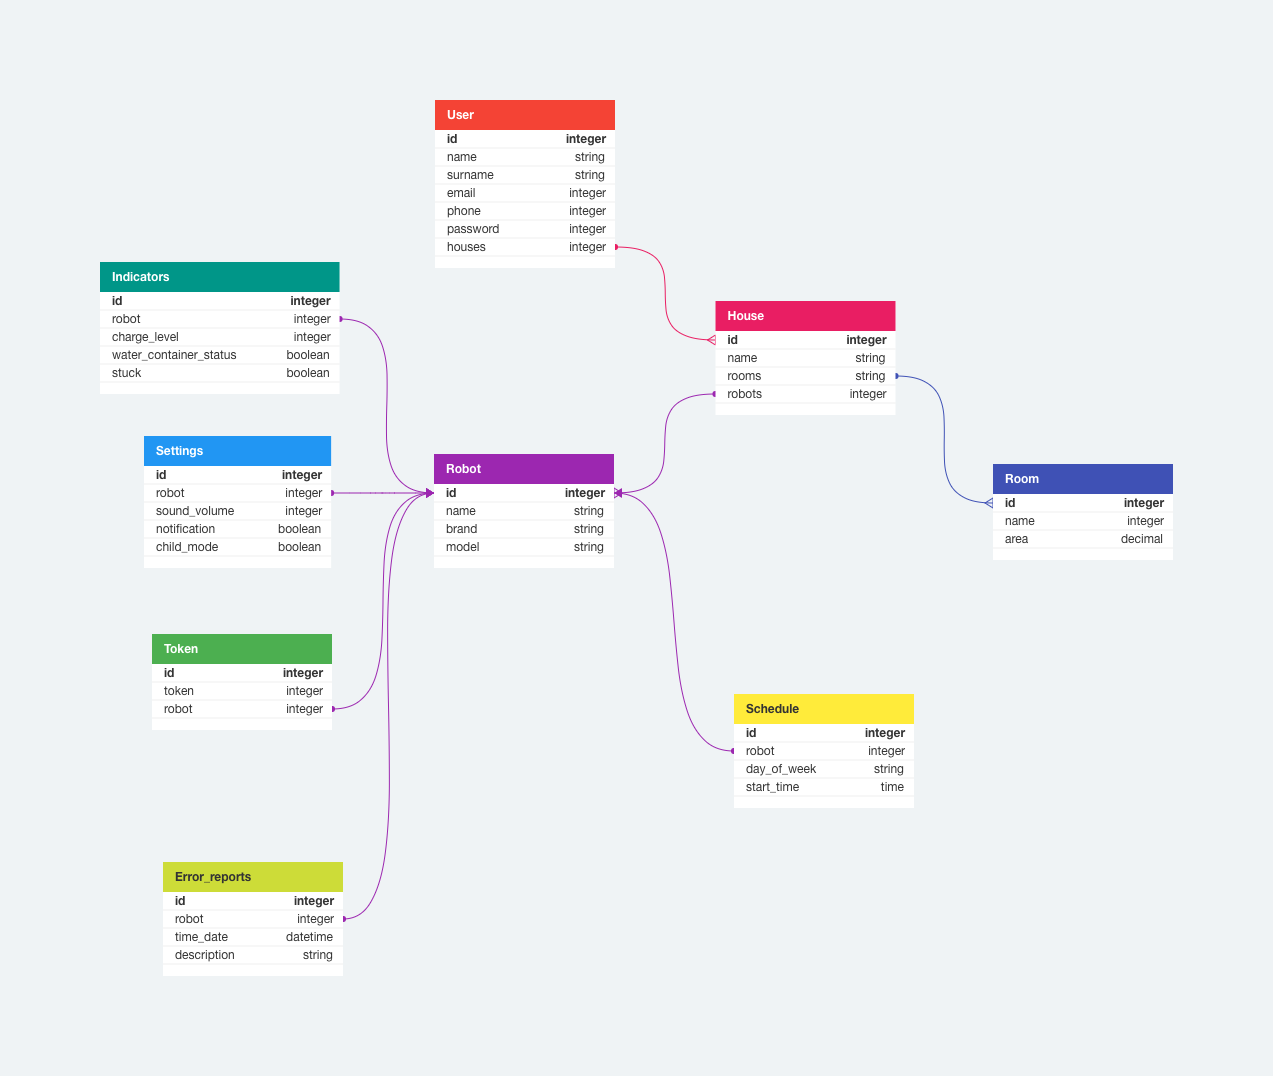 User
id integer
name string
surname string
email integer
phone integer
password integer
houses integer
Indicators
id integer
robot integer
charge_level integer
water_container_status boolean
stuck boolean
House
id integer
name string
rooms string
robots integer
Settings
id integer
robot integer
sound_volume integer
notification boolean
child_mode boolean
Robot
id integer
name string
brand string
model string
Room
id integer
name integer
area decimal
Token
id integer
token integer
robot integer
Schedule
id integer
robot integer
day_of_week string
start_time time
Error_reports
id integer
robot integer
time_date datetime
description string